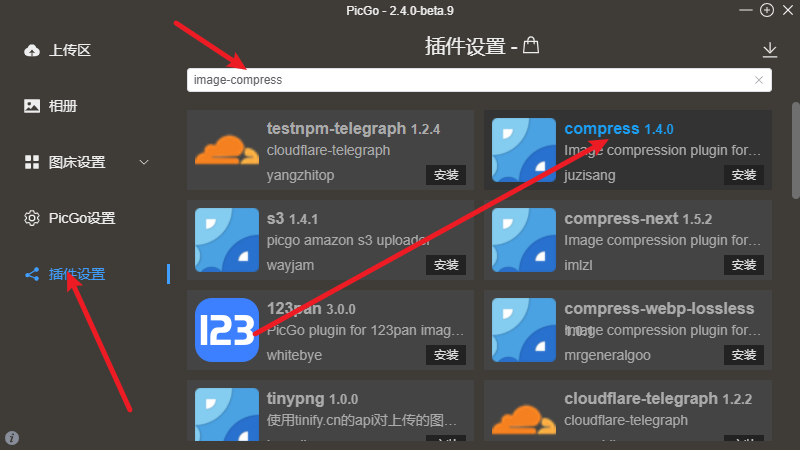 PicGo - 2.4.0-beta.9
上传区
相册
图床设置
PicGo设置
插件设置
插件设置 -
image-compress
testnpm-telegraph 1.2.4
cloudflare-telegraph
yangzhitop
安装
compress 1.4.0
Image compression plugin for…
juzisang
安装
s3 1.4.1
picgo amazon s3 uploader
wayjam
安装
compress-next 1.5.2
Image compression plugin for…
imlzl
安装
123
123pan 3.0.0
PicGo plugin for 123pan imag…
whitebye
安装
compress-webp-lossless
Image compression plugin for…
mrgeneralgoo
安装
tinypng 1.0.0
使用tinify.cn的api对上传的图…
cloudflare-telegraph 1.2.2
cloudflare-telegraph